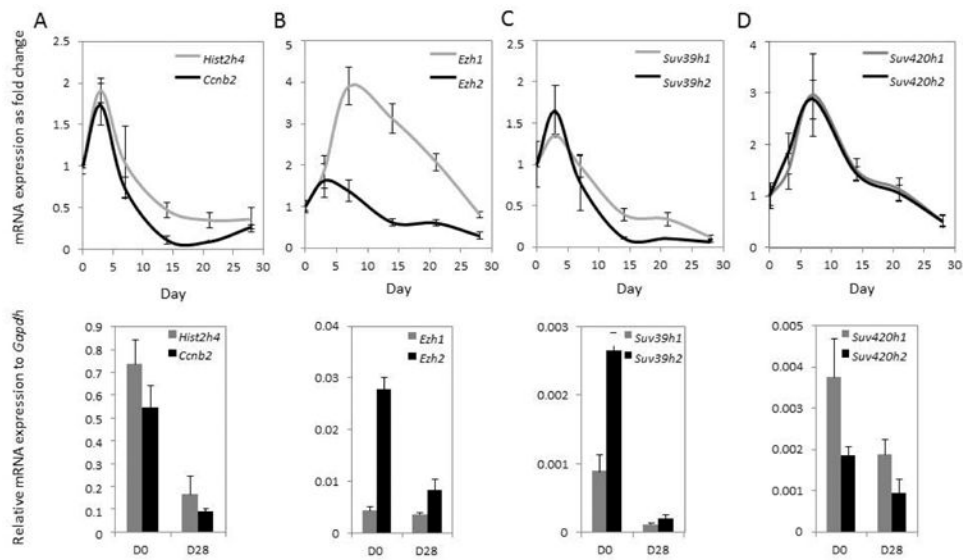 A
B
C
D
mRNA expression as fold change
2.5
2
1.5
1
0.5
0
Hist2h4
Ccnb2
0 5 10 15 20 25 30
Day
5
4
3
2
1
0
Ezh1
Ezh2
0 5 10 15 20 25 30
Day
2.5
2
1.5
1
0.5
0
Suv39h1
Suv39h2
0 5 10 15 20 25 30
Day
4
3
2
1
0
Suv420h1
Suv420h2
0 5 10 15 20 25 30
Day
Relative mRNA expression to Gapdh
0.9
0.8
0.7
0.6
0.5
0.4
0.3
0.2
0.1
0
Hist2h4
Ccnb2
D0 D28
0.04
0.03
0.02
0.01
0
Ezh1
Ezh2
D0 D28
0.003
0.002
0.001
0
Suv39h1
Suv39h2
D0 D28
0.005
0.004
0.003
0.002
0.001
0
Suv420h1
Suv420h2
D0 D28